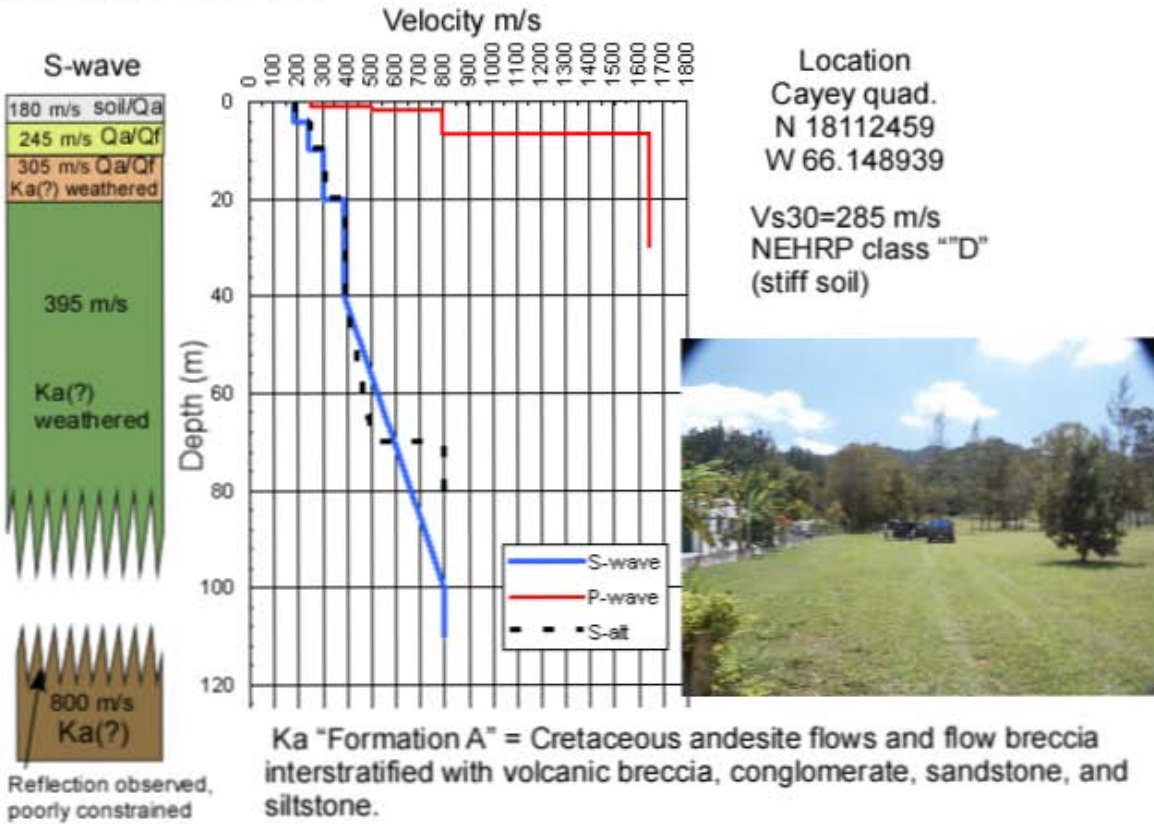 Velocity m/s
S-wave
0 100 200 300 400 500 600 700 800 900 1000 1100 1200 1300 1400 1500 1600 1700 1800
180 m/s soil/Qa
245 m/s Qa/Qf
305 m/s Qa/Qf
Ka(?) weathered
395 m/s
Ka(?)
weathered
800 m/s
Ka(?)
Reflection observed,
poorly constrained
Depth (m)
0
20
40
60
80
100
120
S-wave
P-wave
S-alt
Location
Cayey quad.
N 18112459
W 66.148939
Vs30=285 m/s
NEHRP class “”D”
(stiff soil)
Ka “Formation A” = Cretaceous andesite flows and flow breccia
interstratified with volcanic breccia, conglomerate, sandstone, and
siltstone.